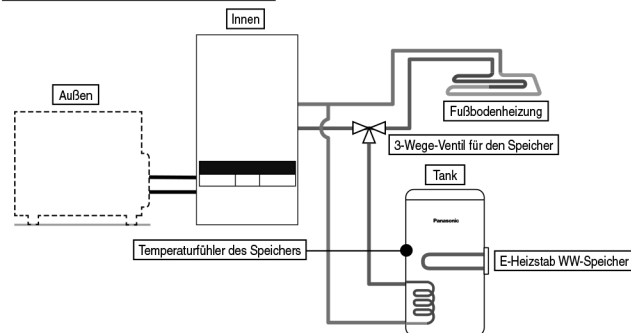 Innen
Außen
Fußbodenheizung
3-Wege-Ventil für den Speicher
Tank
Panasonic
Temperaturfühler des Speichers
E-Heizstab WW-Speicher